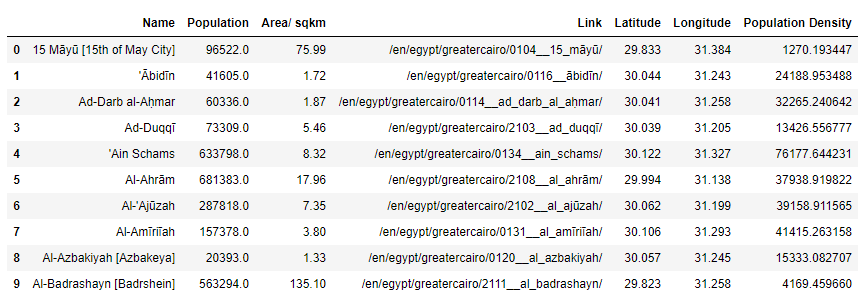 Name Population Area/ sqkm Link Latitude Longitude Population Density
0 15 Māyū [15th of May City] 96522.0 75.99 /en/egypt/greatercairo/0104__15_māyū/ 29.833 31.384 1270.193447
1 'Ābidīn 41605.0 1.72 /en/egypt/greatercairo/0116__ābidīn/ 30.044 31.243 24188.953488
2 Ad-Darb al-Aḥmar 60336.0 1.87 /en/egypt/greatercairo/0114__ad_darb_al_aḥmar/ 30.041 31.258 32265.240642
3 Ad-Duqqī 73309.0 5.46 /en/egypt/greatercairo/2103__ad_duqqī/ 30.039 31.205 13426.556777
4 'Ain Schams 633798.0 8.32 /en/egypt/greatercairo/0134__ain_schams/ 30.122 31.327 76177.644231
5 Al-Ahrām 681383.0 17.96 /en/egypt/greatercairo/2108__al_ahrām/ 29.994 31.138 37938.919822
6 Al-'Ajūzah 287818.0 7.35 /en/egypt/greatercairo/2102__al_ajūzah/ 30.062 31.199 39158.911565
7 Al-Amīriīah 157378.0 3.80 /en/egypt/greatercairo/0131__al_amīriīah/ 30.106 31.293 41415.263158
8 Al-Azbakiyah [Azbakeya] 20393.0 1.33 /en/egypt/greatercairo/0120__al_azbakiyah/ 30.057 31.245 15333.082707
9 Al-Badrashayn [Badrshein] 563294.0 135.10 /en/egypt/greatercairo/2111__al_badrashayn/ 29.823 31.258 4169.459660